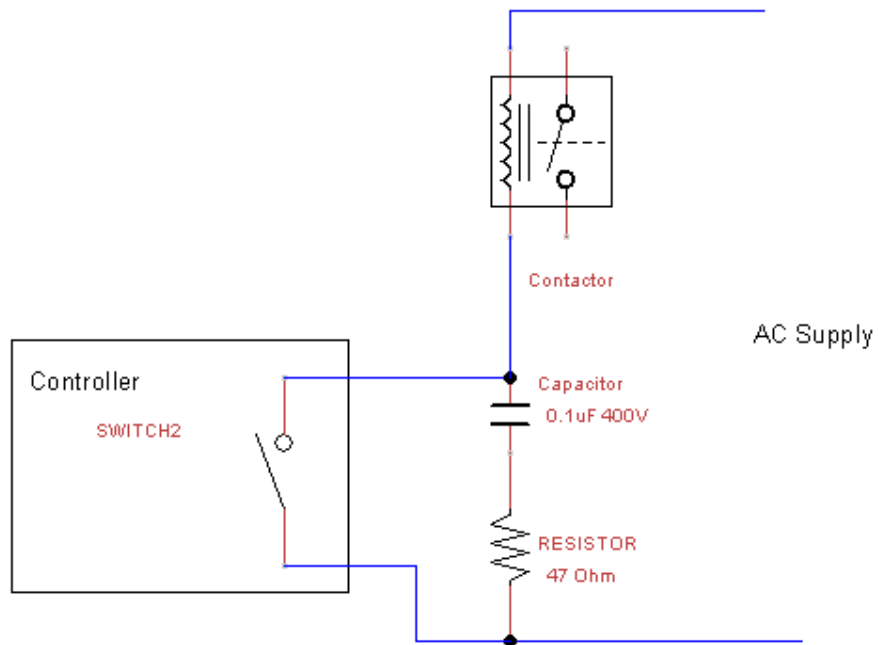 Contactor
AC Supply
Controller
Capacitor
0.1uF 400V
SWITCH2
RESISTOR
47 Ohm